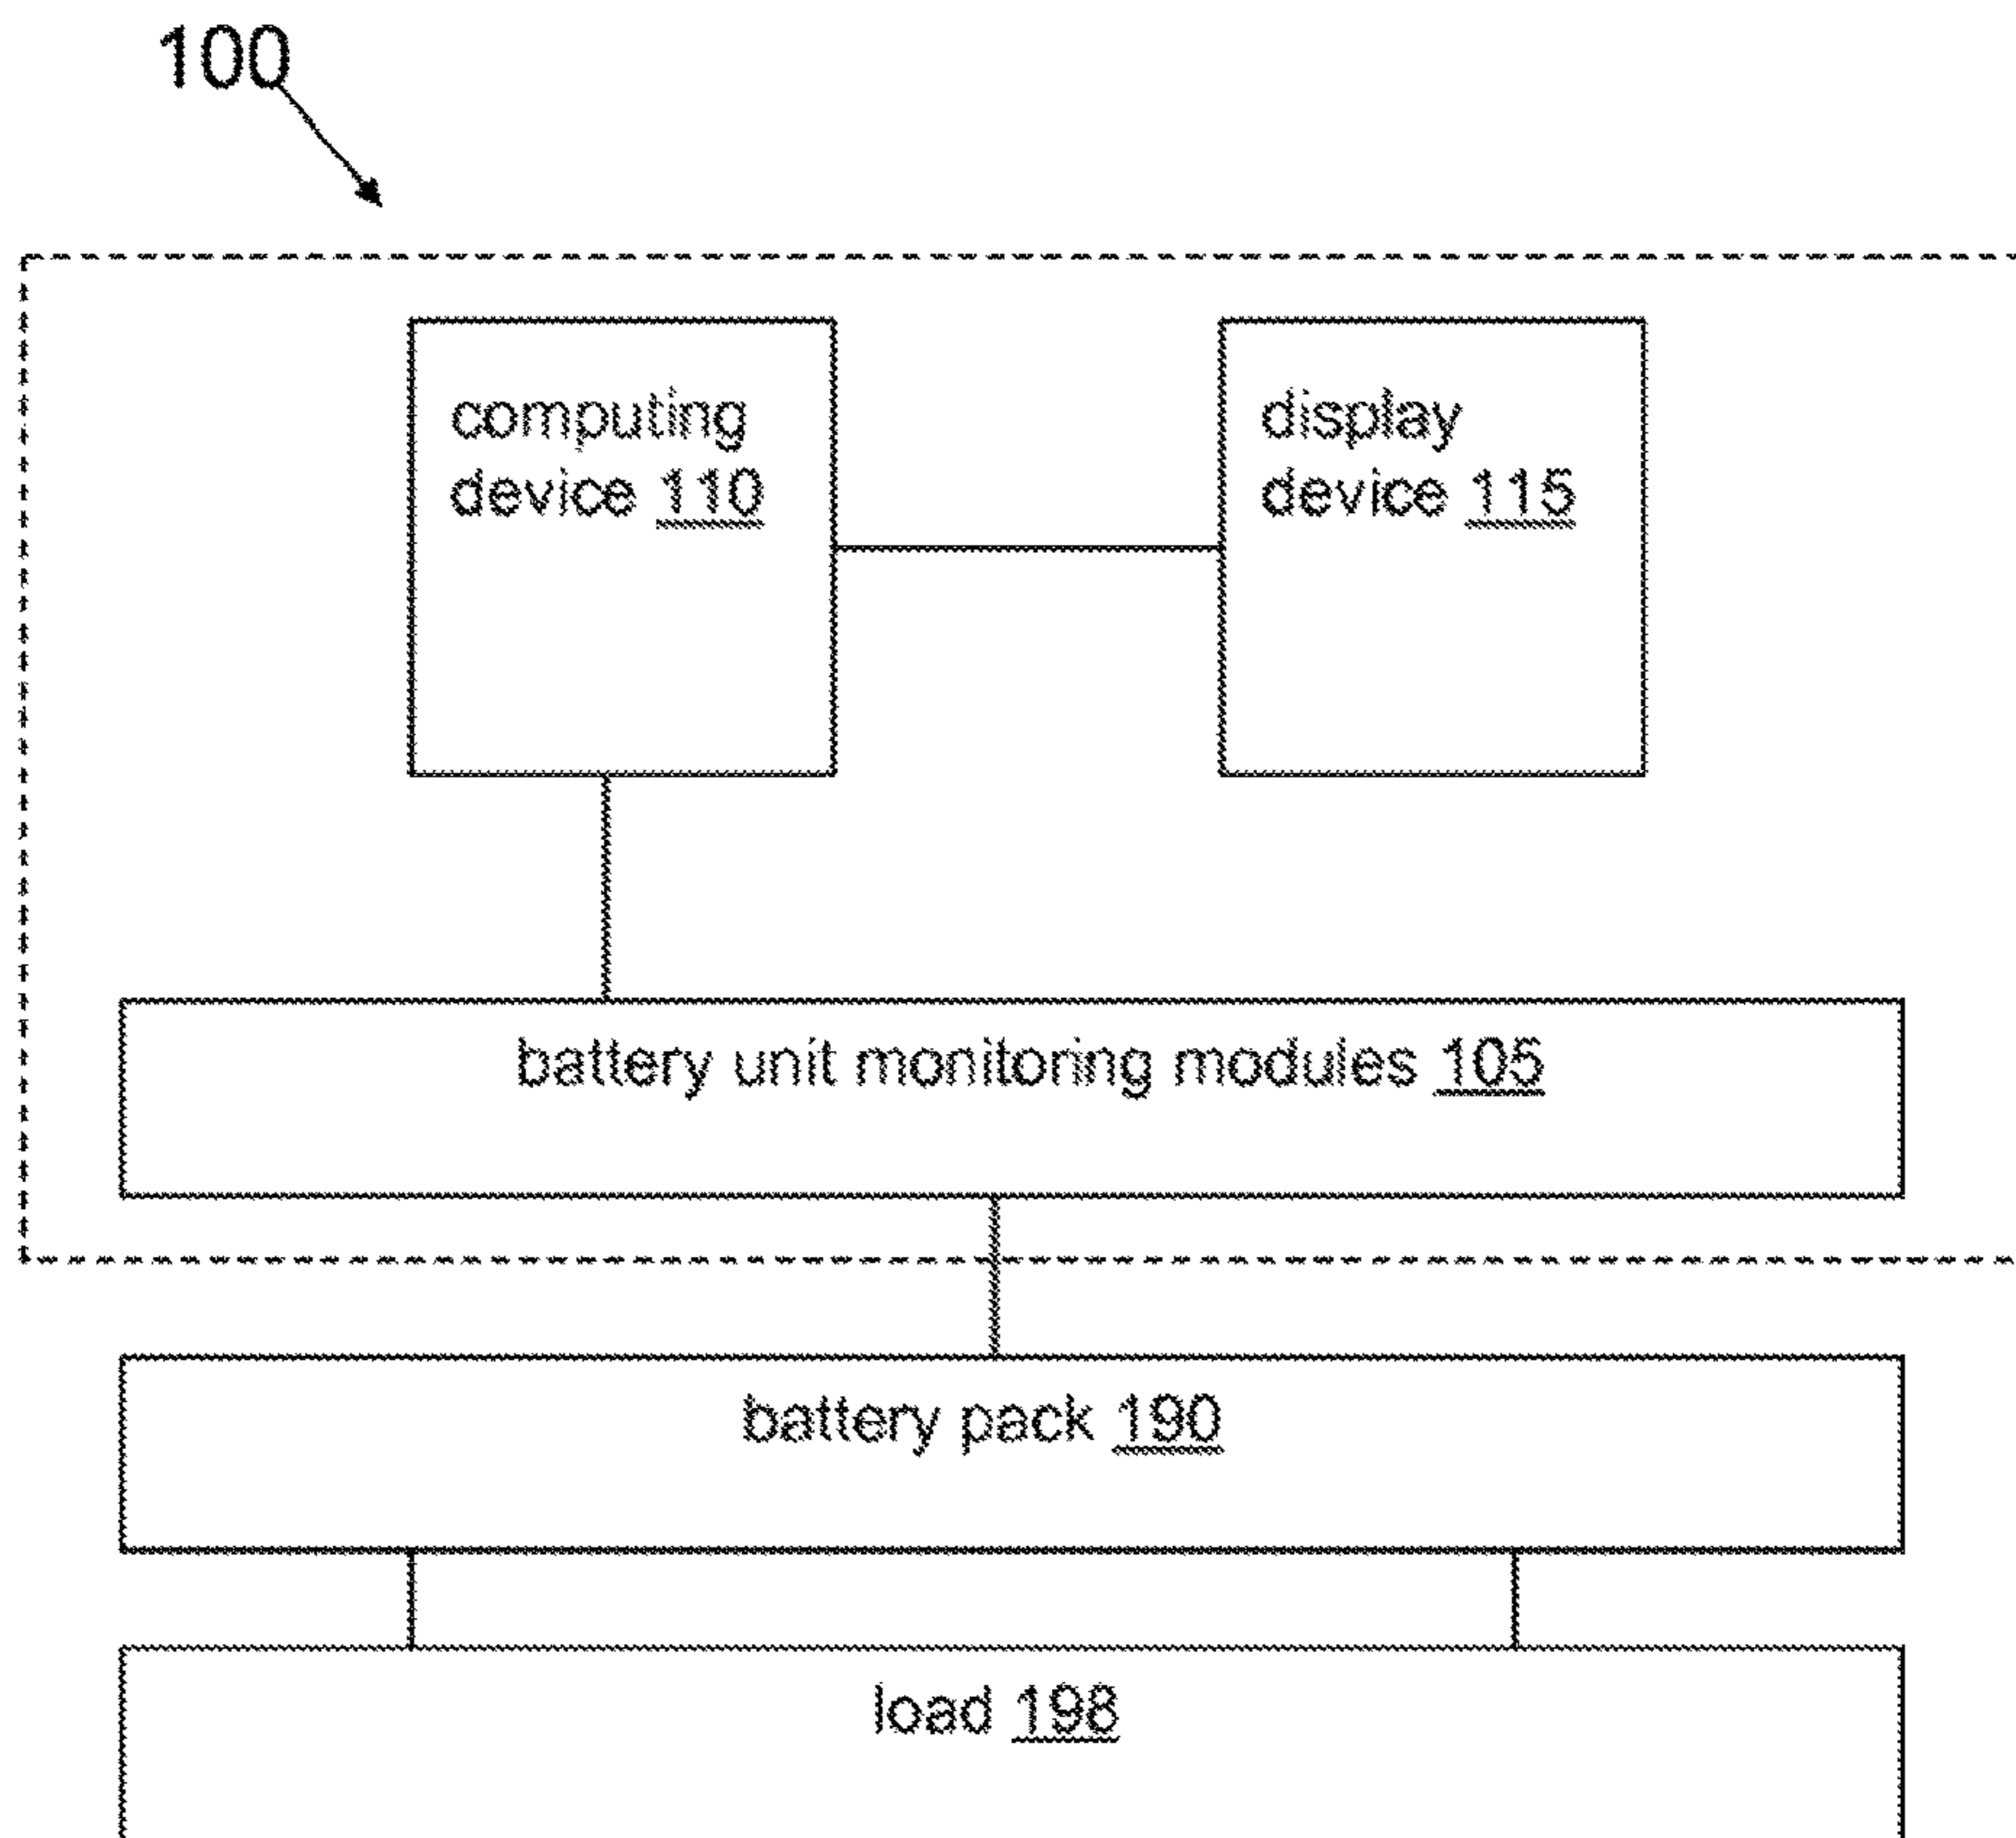 100
computing
device 110
display
device 115
battery unit monitoring modules 105
battery pack 190
load 198